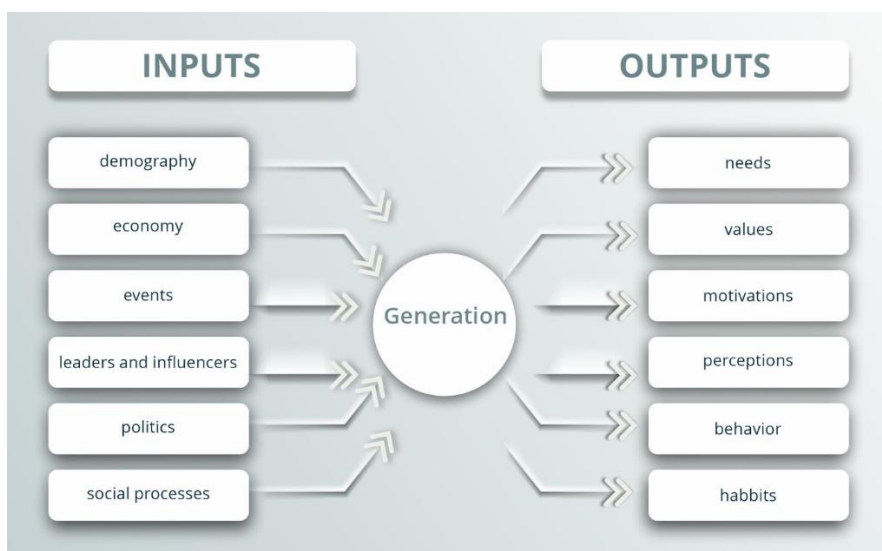 INPUTS
OUTPUTS
demography
economy
events
leaders and influencers
politics
social processes
Generation
needs
values
motivations
perceptions
behavior
habbits